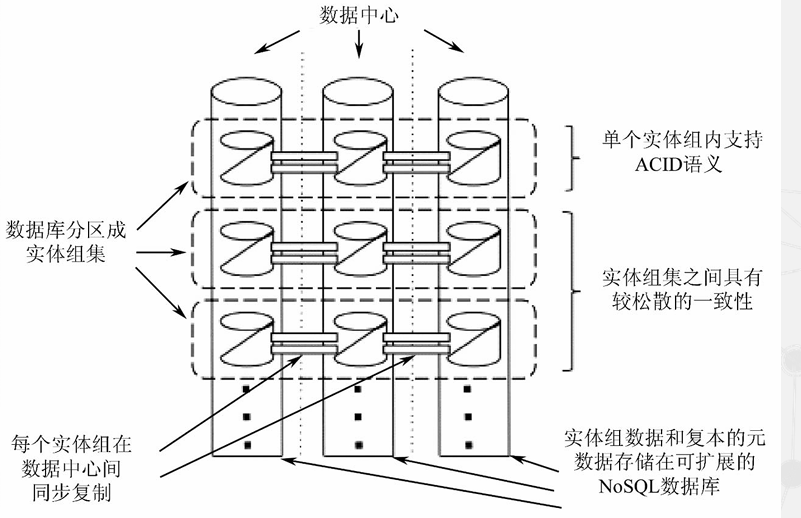 数据中心
单个实体组内支持
ACID语义
数据库分区成
实体组集
实体组集之间具有
较松散的一致性
每个实体组在
数据中心间
同步复制
实体组数据和复本的元
数据存储在可扩展的
NoSQL数据库